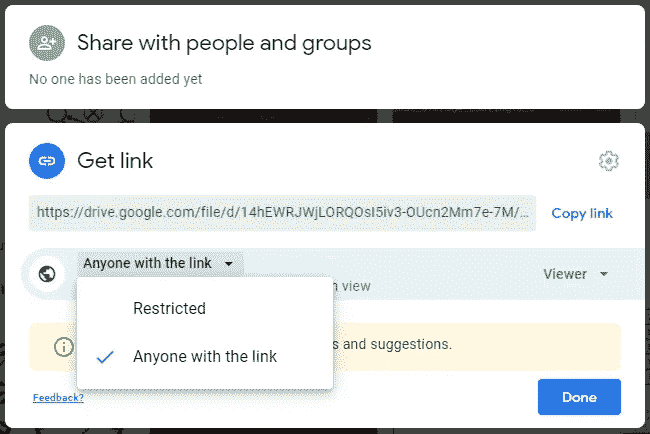 Share with people and groups
No one has been added yet
Get link
https://drive.google.com/file/d/14hEWRJWjLORQOsI5iv3-OUcn2Mm7e-7M/...
Copy link
Anyone with the link
view
Viewer
Restricted
Anyone with the link
and suggestions.
Feedback?
Done